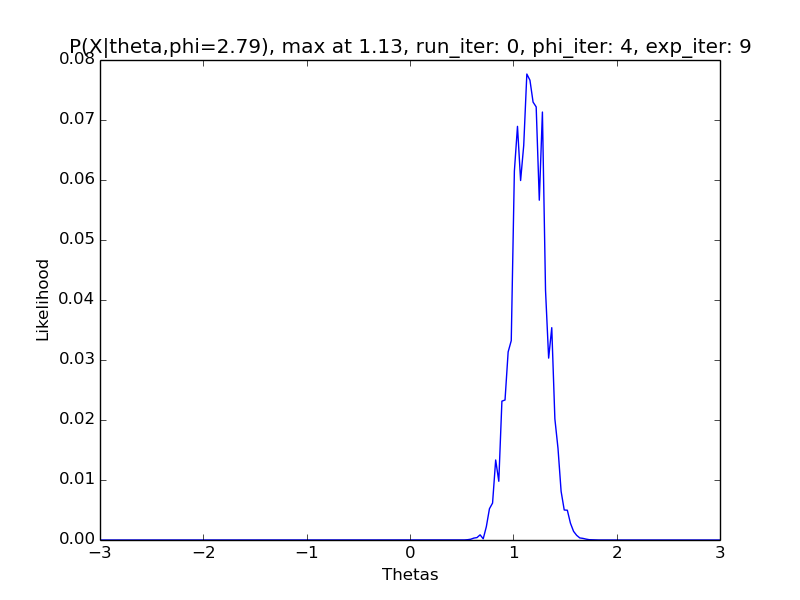 P(X|theta,phi=2.79), max at 1.13, run_iter: 0, phi_iter: 4, exp_iter: 9
0.08
0.07
0.06
0.05
0.04
0.03
0.02
0.01
0.00
Likelihood
−3 −2 −1 0 1 2 3
Thetas